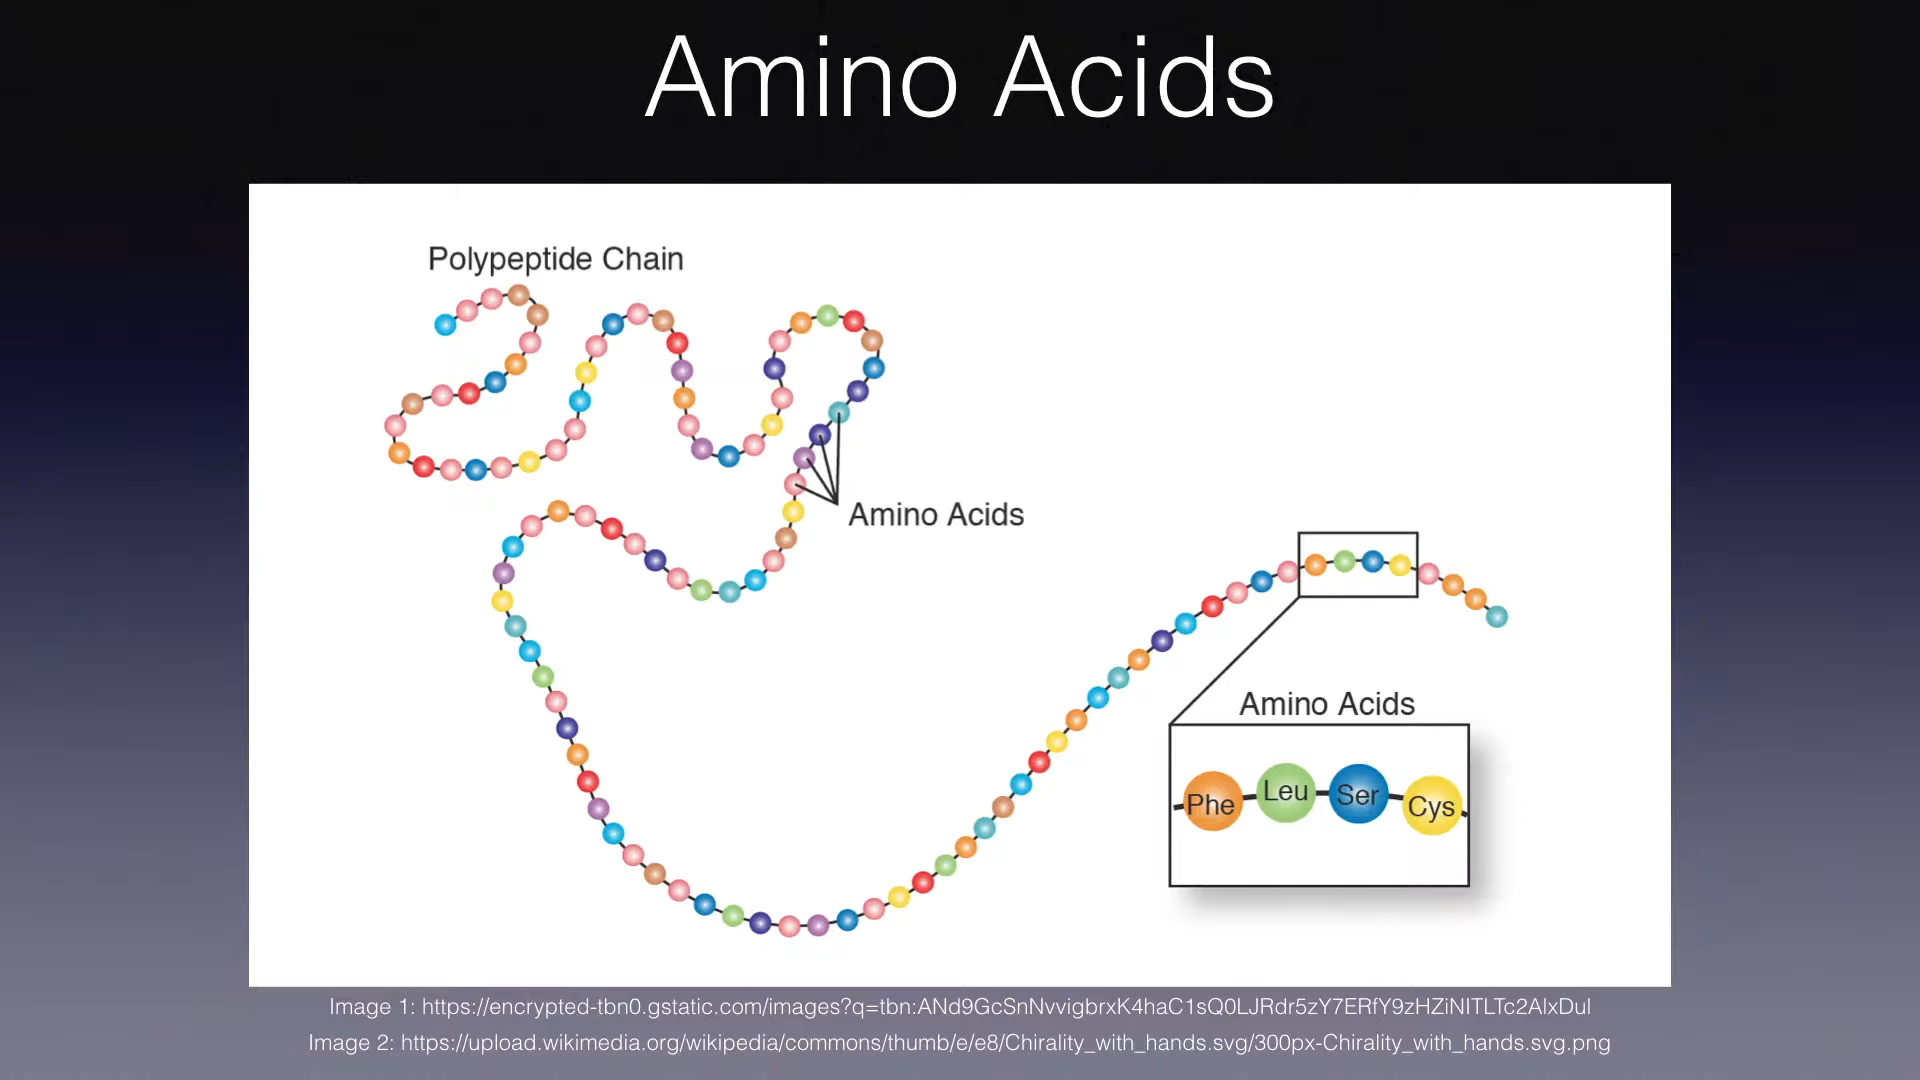 Amino Acids
Polypeptide Chain
Amino Acids
Amino Acids
Phe Leu Ser Cys
Image 1: https://encrypted-tbn0.gstatic.com/images?q=tbn:ANd9GcSnNvvigbrxK4haC1sQ0LJRdr5zY7ERfY9zHZiNITLTc2AlxDul
Image 2: https://upload.wikimedia.org/wikipedia/commons/thumb/e/e8/Chirality_with_hands.svg/300px-Chirality_with_hands.svg.png